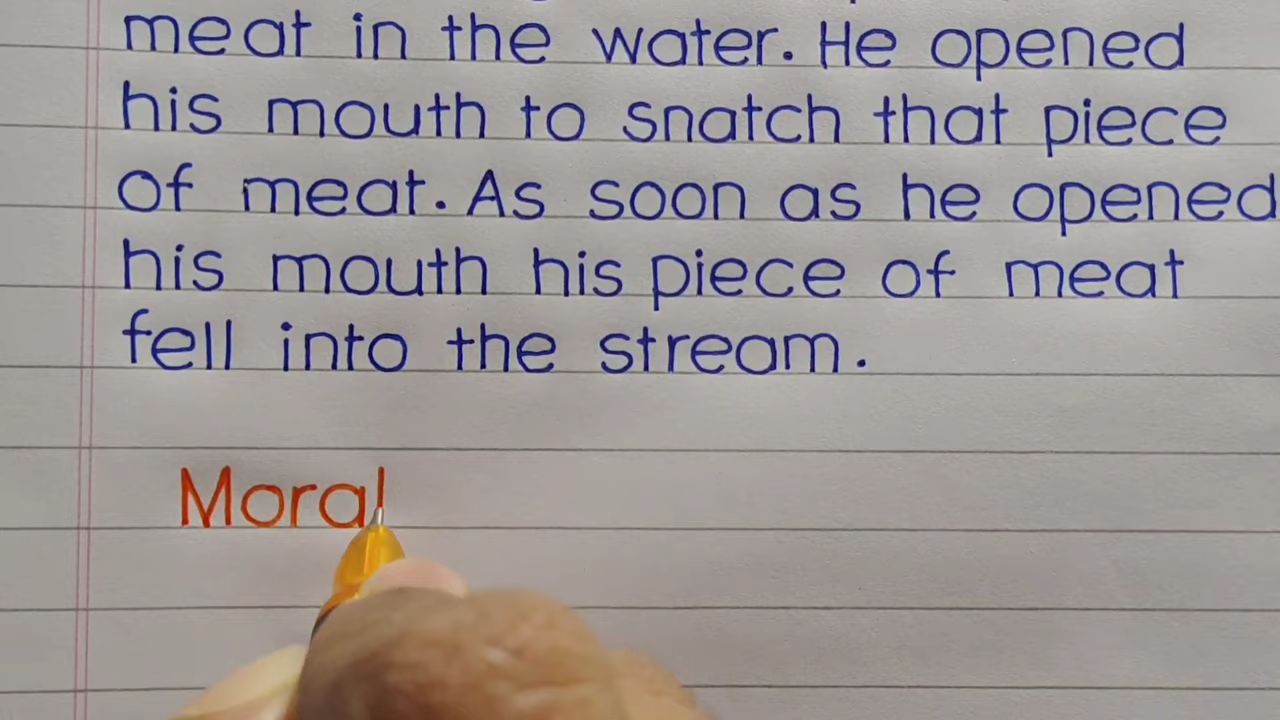 meat in the water. He opened
his mouth to snatch that piece
of meat. As soon as he opened
his mouth his piece of meat
fell into the stream.
Moral